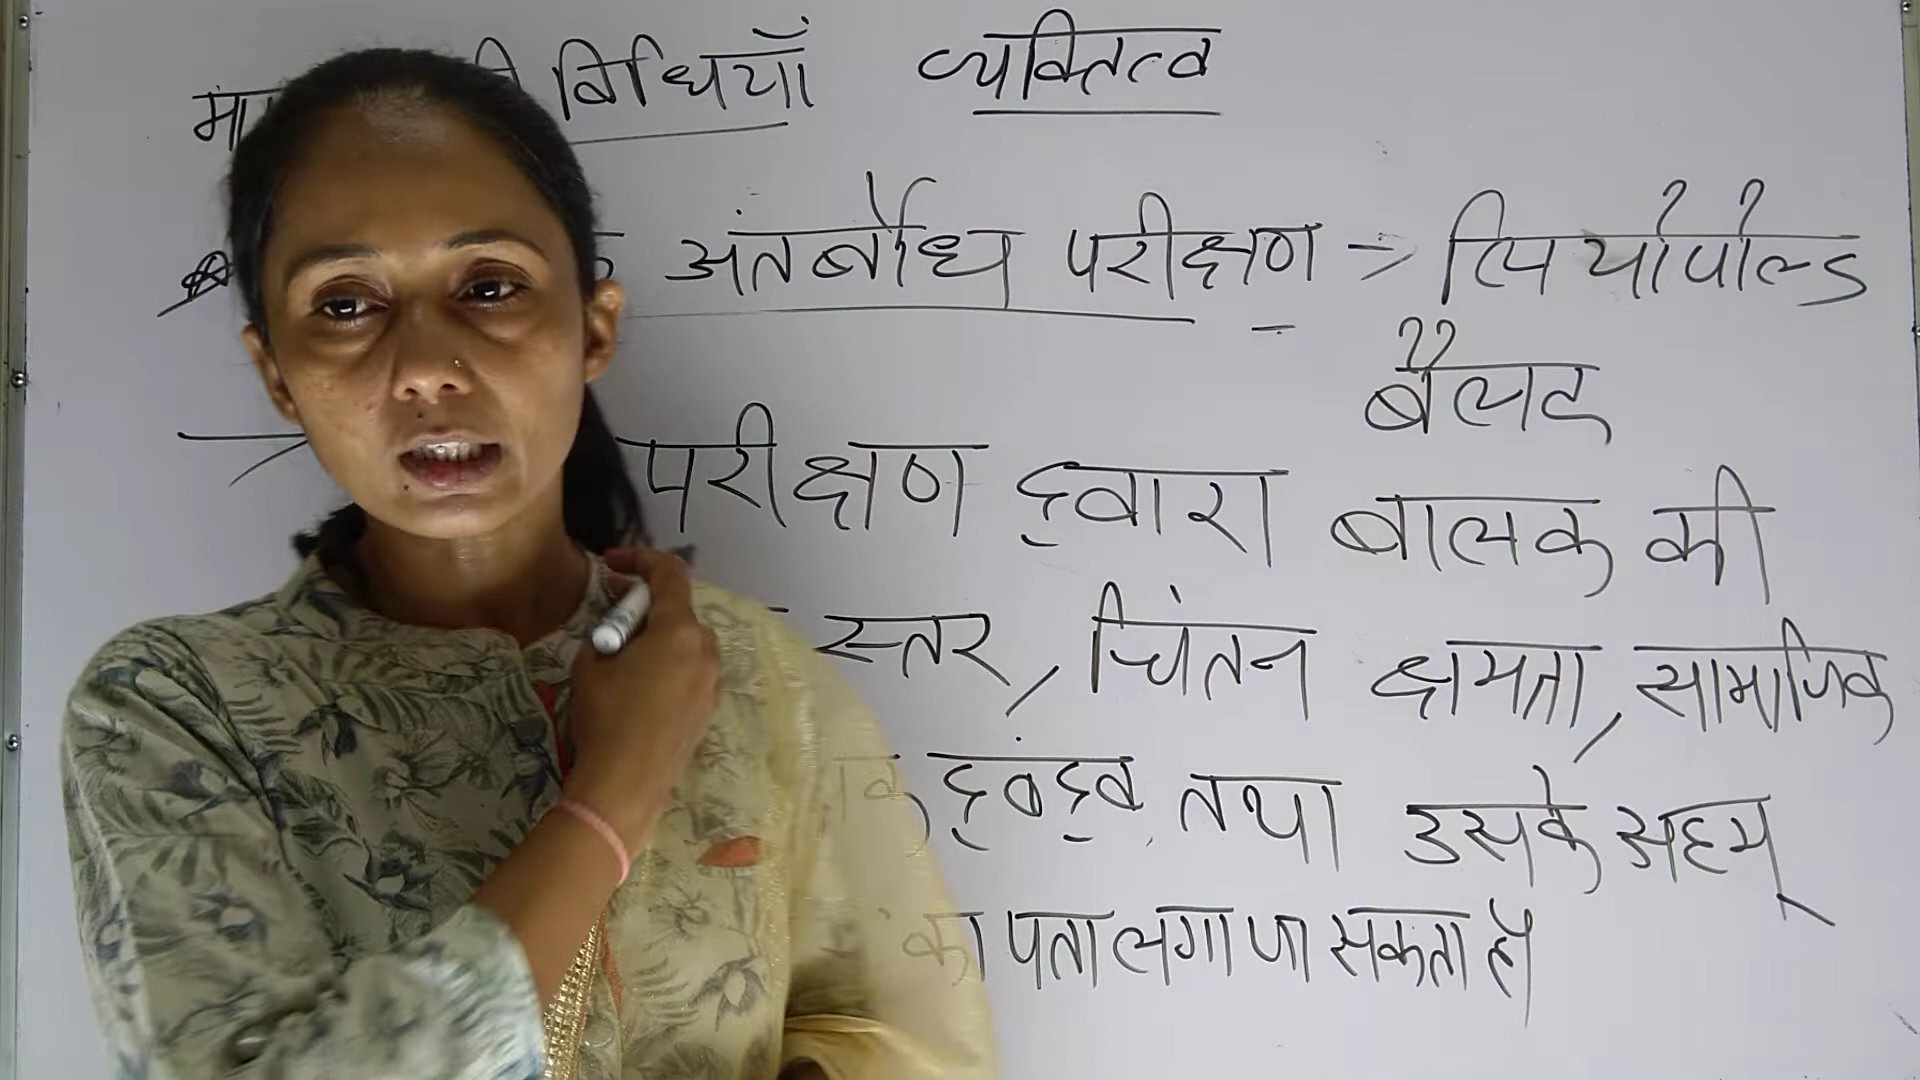 विधियाँ व्यक्तित्व
अंतर्बोध परीक्षण → लियोपोल्ड
बैलक
परीक्षण द्वारा बालक की
स्तर, चिंतन क्षमता, सामाजिक
द्वंद्व तथा उसके अहम्
का पता लगा जा सकता है